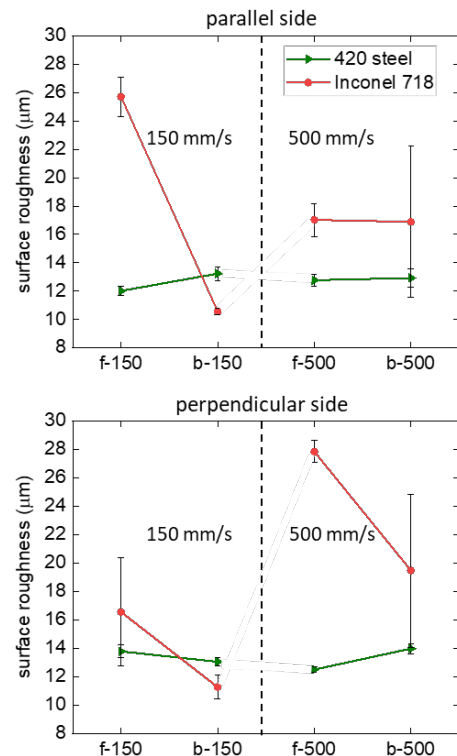 parallel side
30
28
26
24
22
20
18
16
14
12
10
8
surface roughness (μm)
420 steel
Inconel 718
150 mm/s
500 mm/s
f-150
b-150
f-500
b-500
perpendicular side
30
28
26
24
22
20
18
16
14
12
10
8
surface roughness (μm)
150 mm/s
500 mm/s
f-150
b-150
f-500
b-500